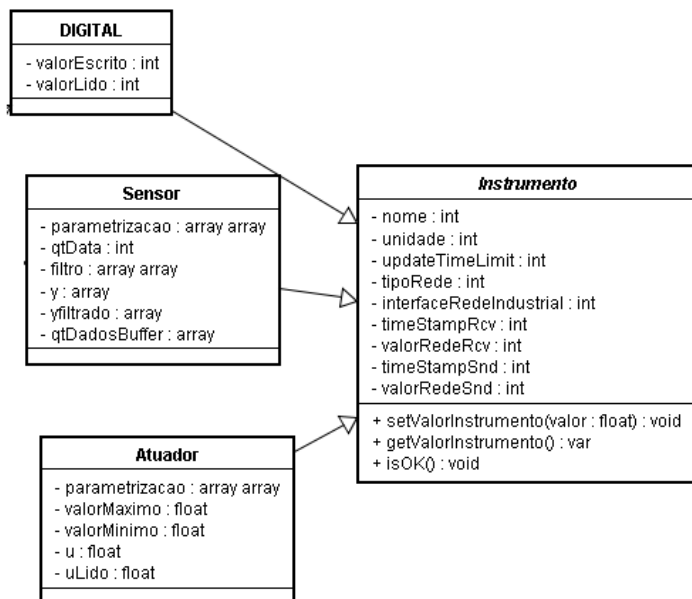 DIGITAL
- valorEscrito : int
- valorLido : int
Sensor
- parametrizacao : array array
- qtData : int
- filtro : array array
- y : array
- yfiltrado : array
- qtDadosBuffer : array
Atuador
- parametrizacao : array array
- valorMaximo : float
- valorMinimo : float
- u : float
- uLido : float
Instrumento
- nome : int
- unidade : int
- updateTimeLimit : int
- tipoRede : int
- interfaceRedeIndustrial : int
- timeStampRcv : int
- valorRedeRcv : int
- timeStampSnd : int
- valorRedeSnd : int
+ setValorInstrumento(valor : float) : void
+ getValorInstrumento() : var
+ isOK() : void